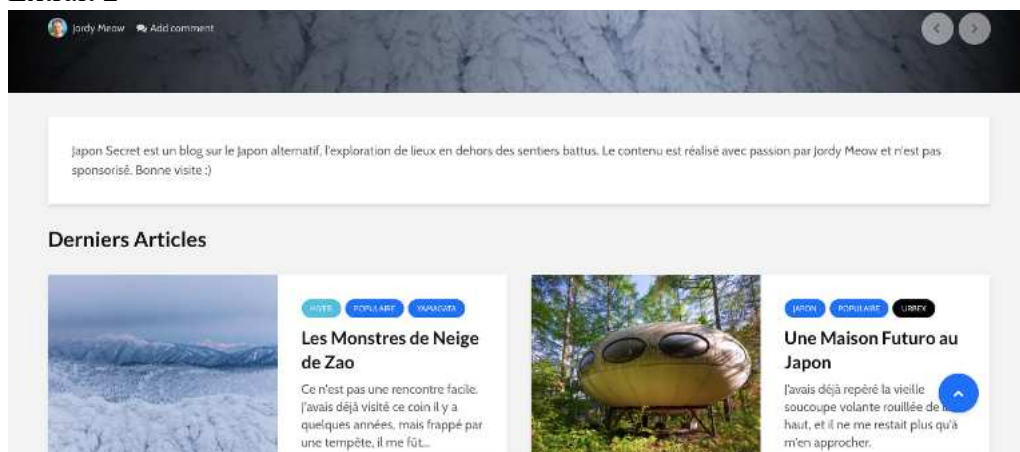 Jordy Meow Add comment
Japon Secret est un blog sur le Japon alternatif, l'exploration de lieux en dehors des sentiers battus. Le contenu est réalisé avec passion par Jordy Meow et n'est pas
sponsorisé. Bonne visite :)
Derniers Articles
HIVER POPULAIRE YAMAGATA
Les Monstres de Neige
de Zao
Ce n'est pas une rencontre facile.
J'avais déjà visité ce coin il y a
quelques années, mais frappé par
une tempête, il me fût...
JAPON POPULAIRE URBEX
Une Maison Futuro au
Japon
J'avais déjà repéré la vieille
soucoupe volante rouillée de
haut, et il ne me restait plus qu'à
m'en approcher.